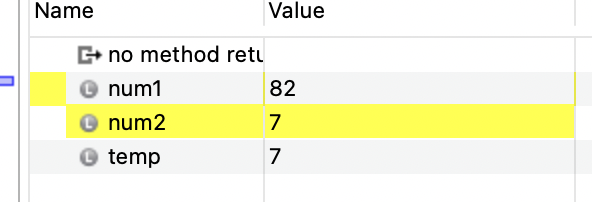 Name Value
no method retu
num1 82
num2 7
temp 7